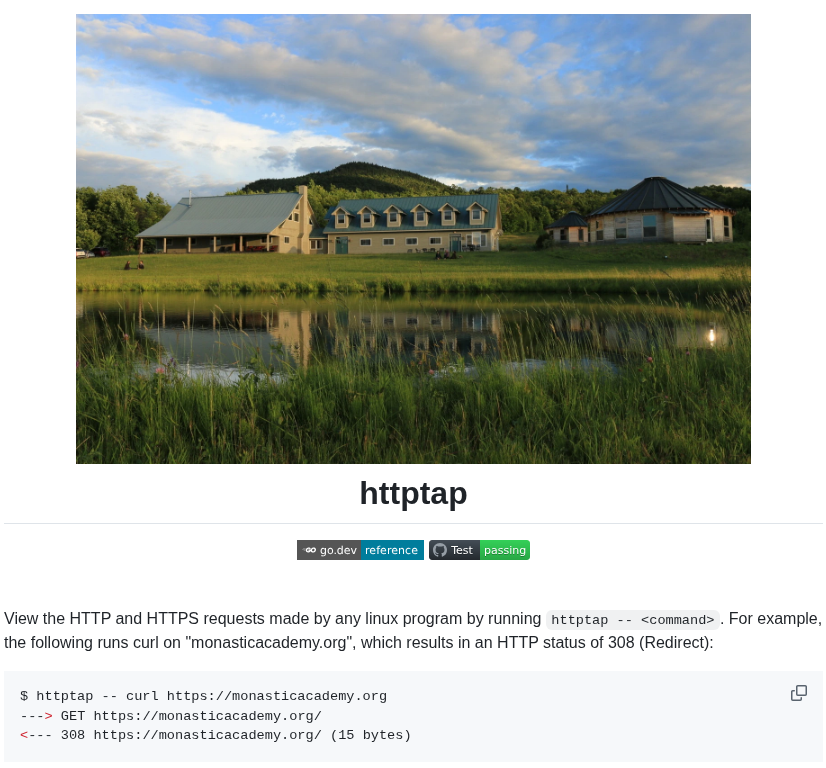 httptap
GO go.dev reference Test passing
View the HTTP and HTTPS requests made by any linux program by running httptap -- <command>. For example,
the following runs curl on "monasticacademy.org", which results in an HTTP status of 308 (Redirect):
$ httptap -- curl https://monasticacademy.org
---> GET https://monasticacademy.org/
<--- 308 https://monasticacademy.org/ (15 bytes)